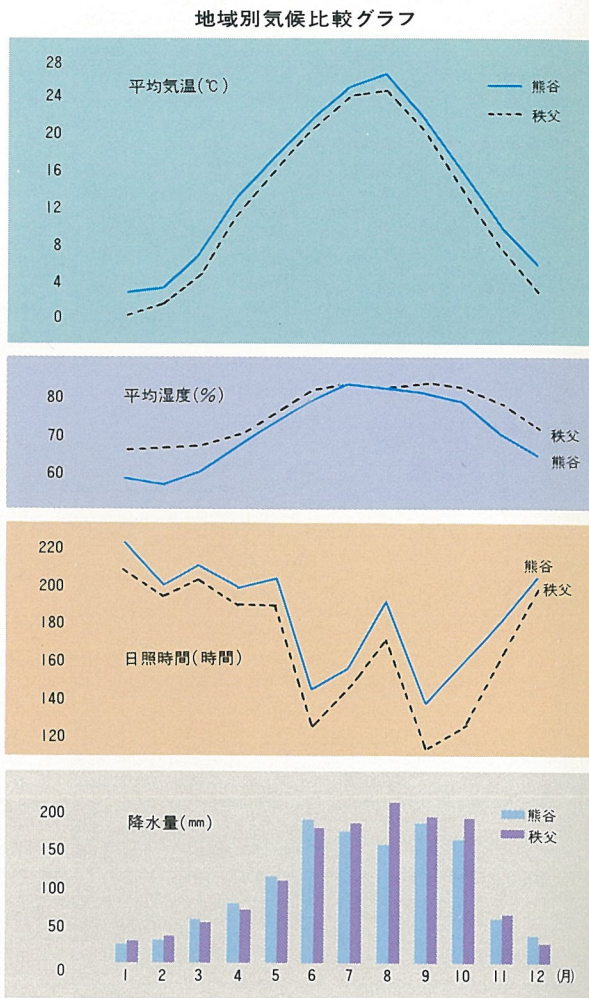 地域別気候比較グラフ
28
平均気温(℃)
24
20
16
12
8
4
0
熊谷
秩父
80
平均湿度(%)
70
60
秩父
熊谷
220
200
180
160
日照時間(時間)
140
120
熊谷
秩父
200
降水量(mm)
150
100
50
0
熊谷
秩父
1 2 3 4 5 6 7 8 9 10 11 12 (月)